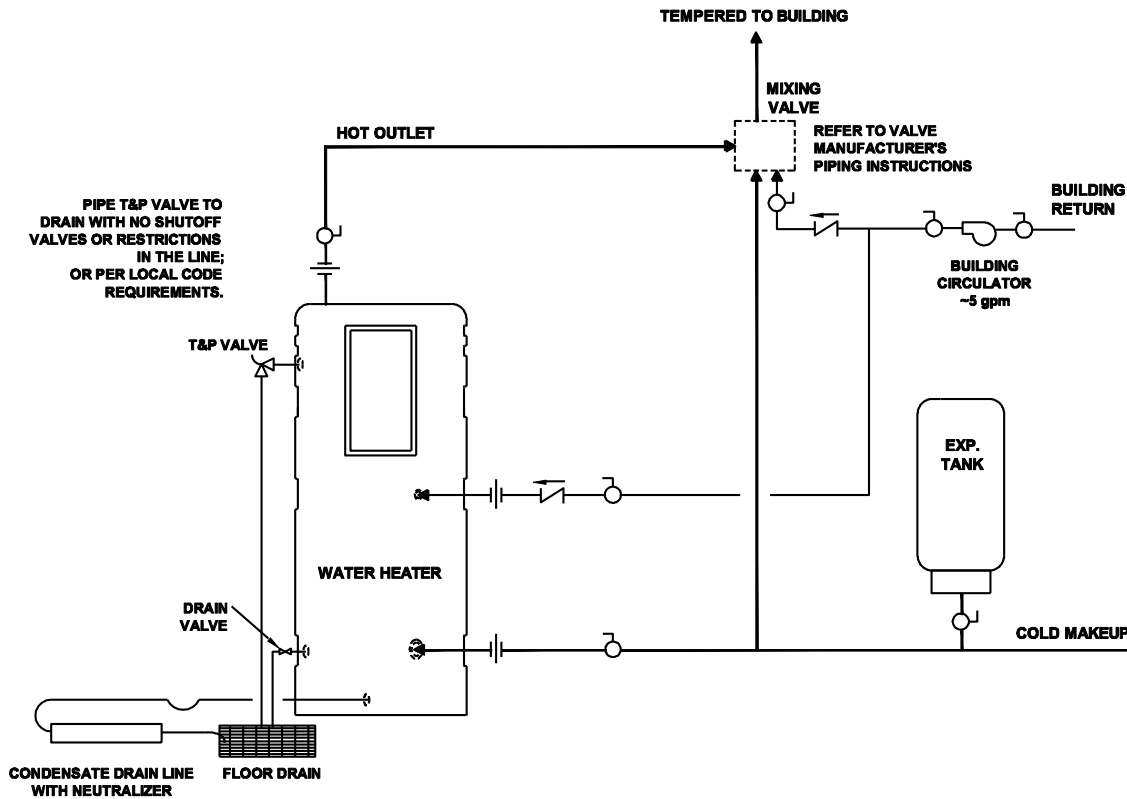 TEMPERED TO BUILDING
MIXING
VALVE
HOT OUTLET
REFER TO VALVE
MANUFACTURER'S
PIPING INSTRUCTIONS
PIPE T&P VALVE TO
DRAIN WITH NO SHUTOFF
VALVES OR RESTRICTIONS
IN THE LINE;
OR PER LOCAL CODE
REQUIREMENTS.
BUILDING
RETURN
BUILDING
CIRCULATOR
~5 gpm
T&P VALVE
EXP.
TANK
WATER HEATER
DRAIN
VALVE
COLD MAKEUP
CONDENSATE DRAIN LINE
WITH NEUTRALIZER
FLOOR DRAIN